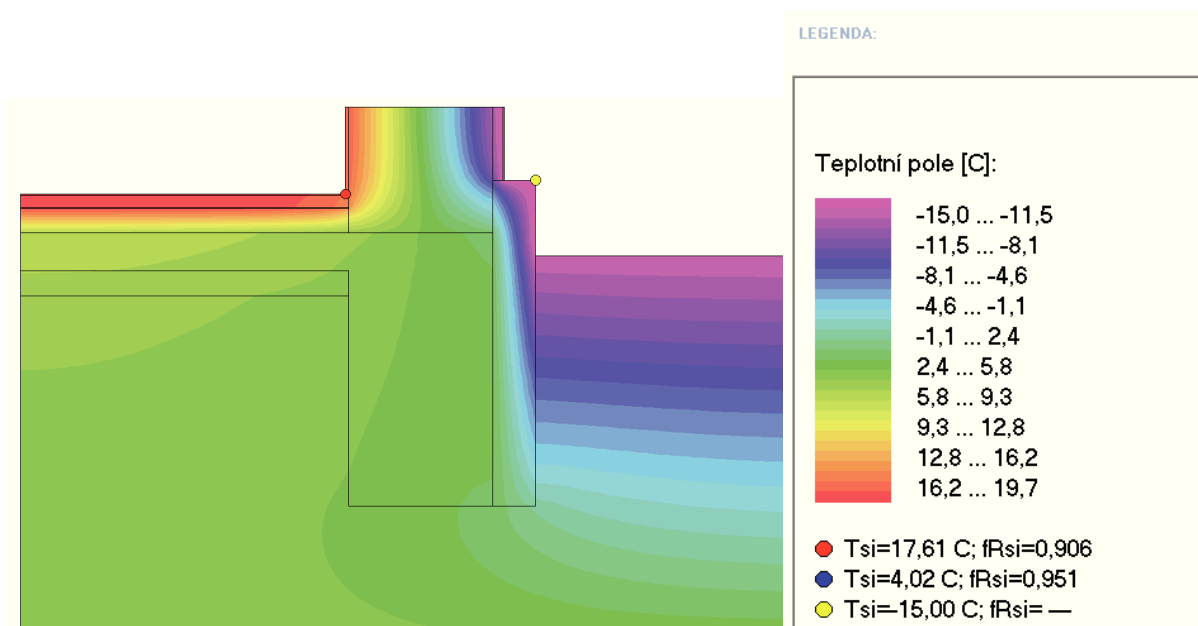 LEGENDA:
Teplotní pole [C]:
-15,0 ... -11,5
-11,5 ... -8,1
-8,1 ... -4,6
-4,6 ... -1,1
-1,1 ... 2,4
2,4 ... 5,8
5,8 ... 9,3
9,3 ... 12,8
12,8 ... 16,2
16,2 ... 19,7
Tsi=17,61 C; fRsi=0,906
Tsi=4,02 C; fRsi=0,951
Tsi=-15,00 C; fRsi= —